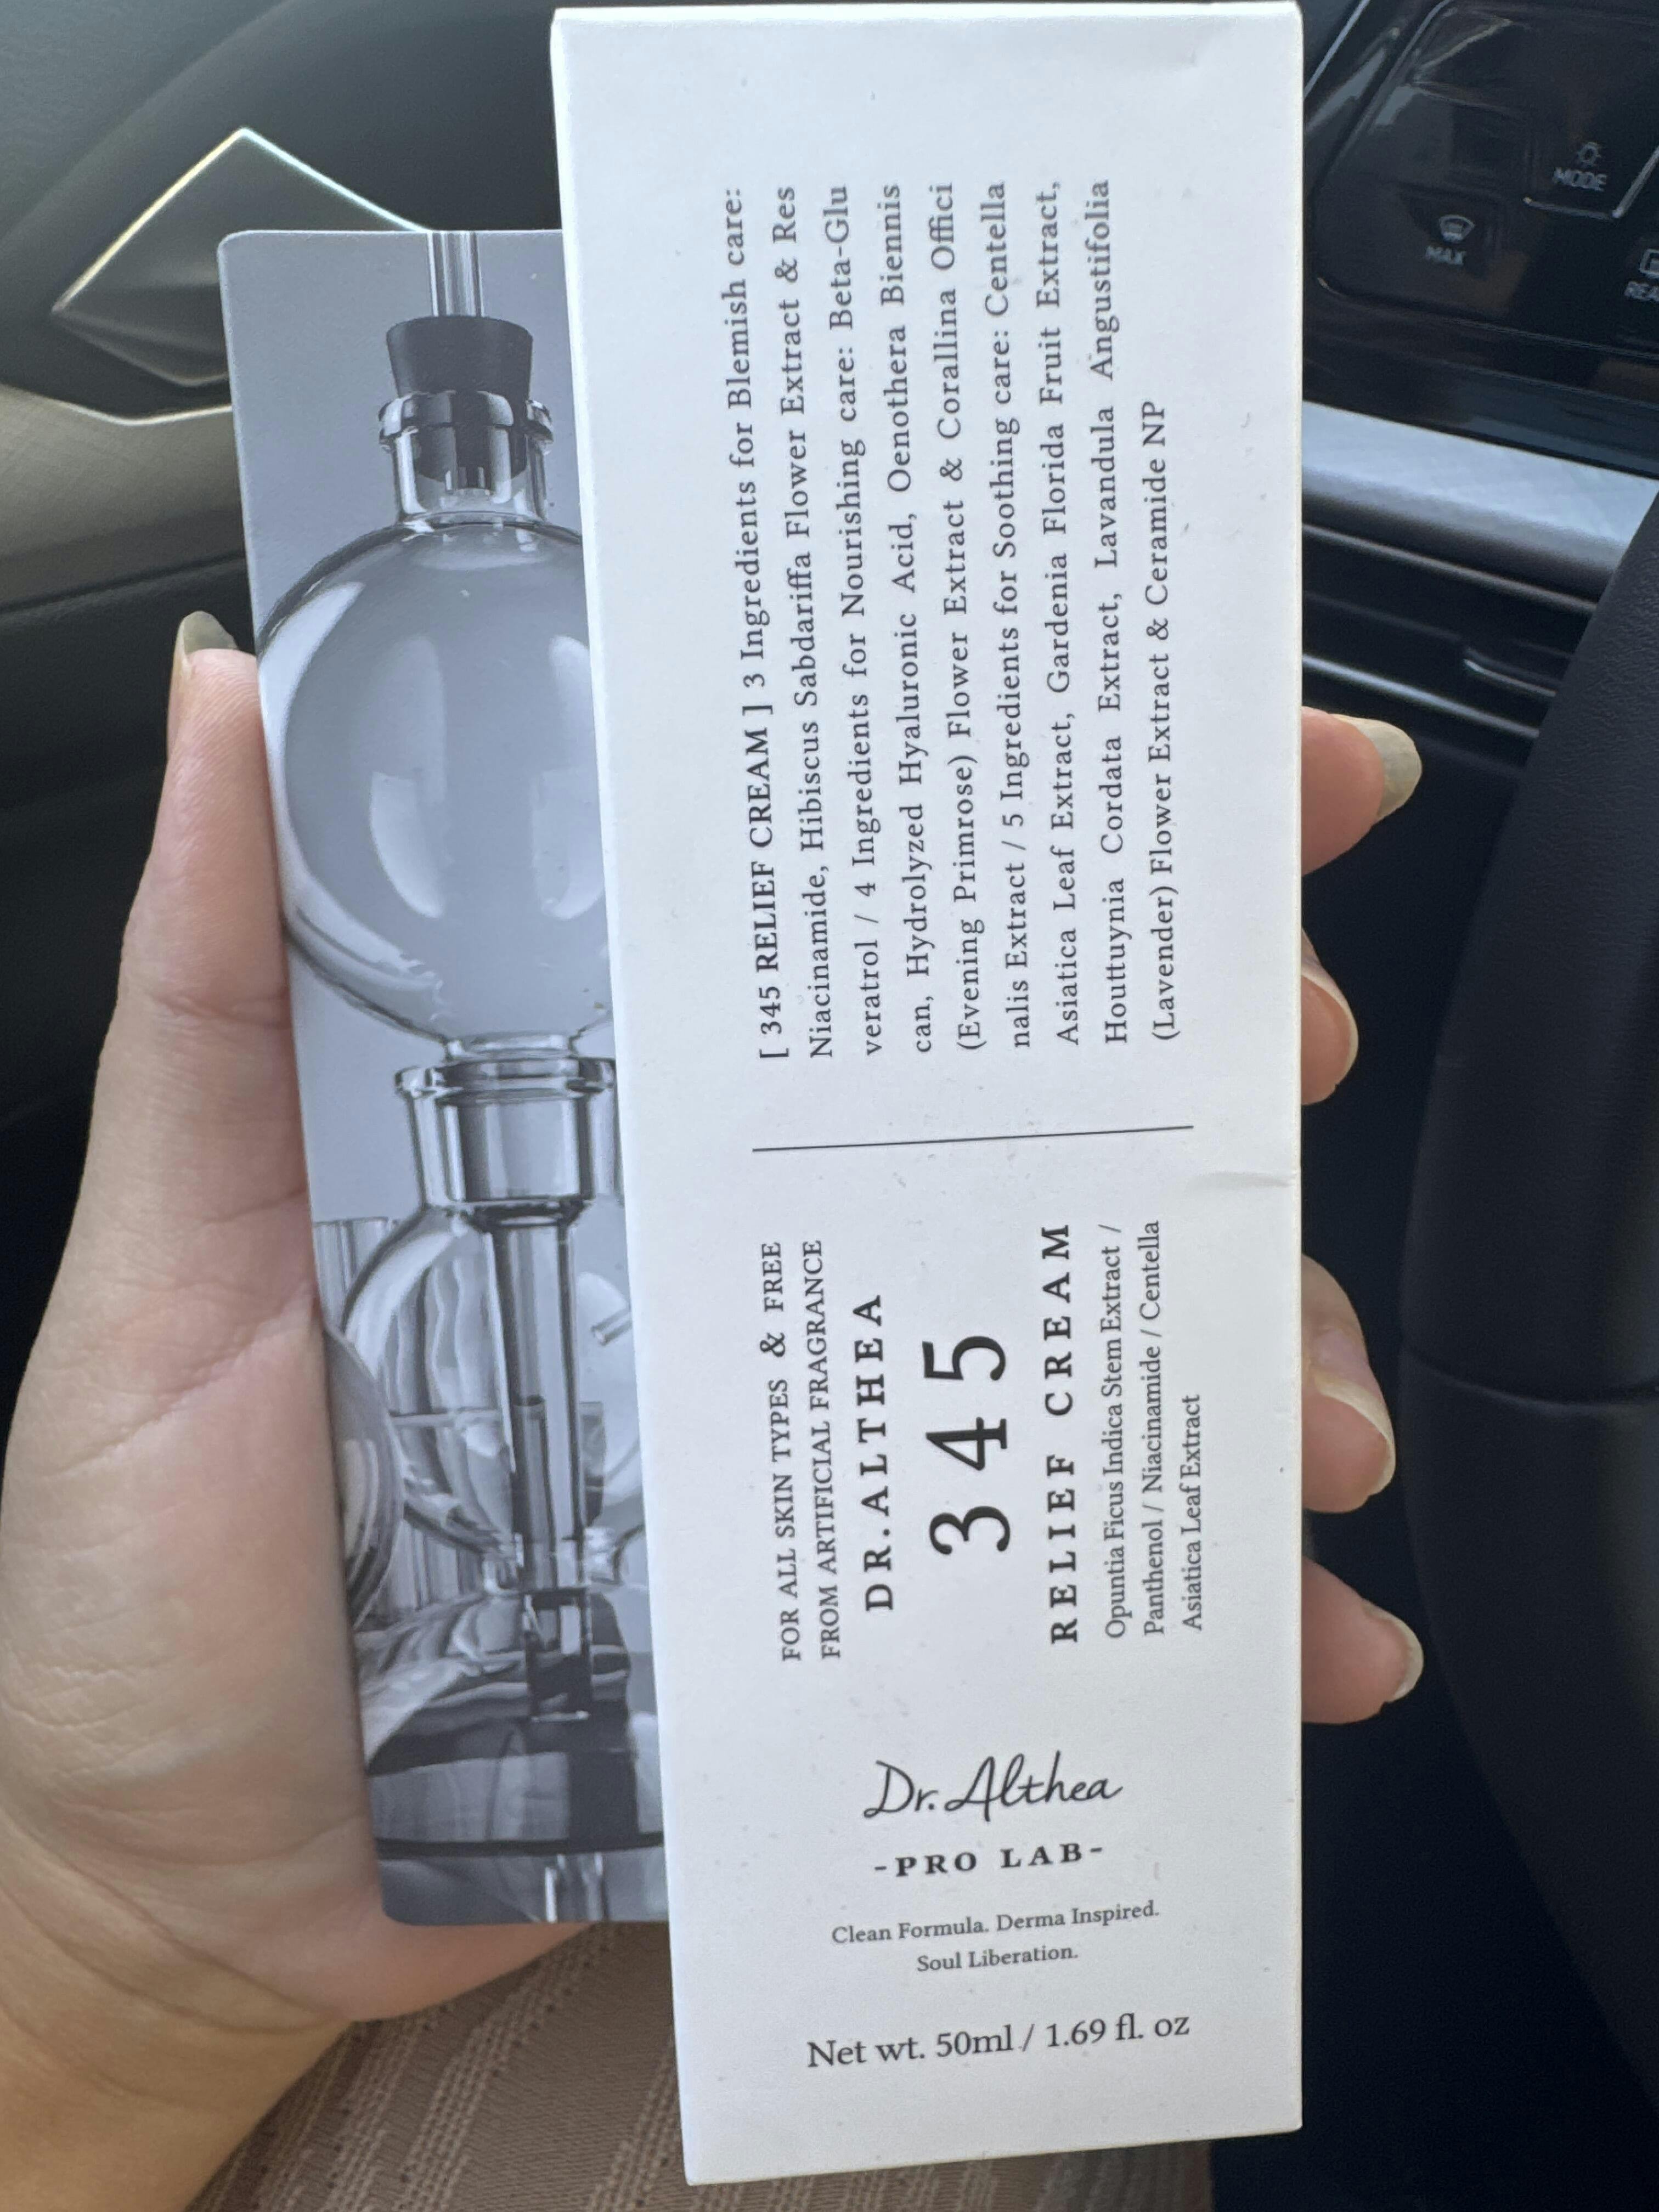 [ 345 RELIEF CREAM ] 3 Ingredients for Blemish care:
Niacinamide, Hibiscus Sabdariffa Flower Extract & Res
veratrol / 4 Ingredients for Nourishing care: Beta-Glu
can, Hydrolyzed Hyaluronic Acid, Oenothera Biennis
(Evening Primrose) Flower Extract & Corallina Offici
nalis Extract / 5 Ingredients for Soothing care: Centella
Asiatica Leaf Extract, Gardenia Florida Fruit Extract,
Houttuynia Cordata Extract, Lavandula Angustifolia
(Lavender) Flower Extract & Ceramide NP
FOR ALL SKIN TYPES & FREE
FROM ARTIFICIAL FRAGRANCE
DR.ALTHEA
345
RELIEF CREAM
Opuntia Ficus Indica Stem Extract /
Panthenol / Niacinamide / Centella
Asiatica Leaf Extract
Dr.Althea
-PRO LAB-
Clean Formula. Derma Inspired.
Soul Liberation.
Net wt. 50ml / 1.69 fl. oz
MODE
MAX